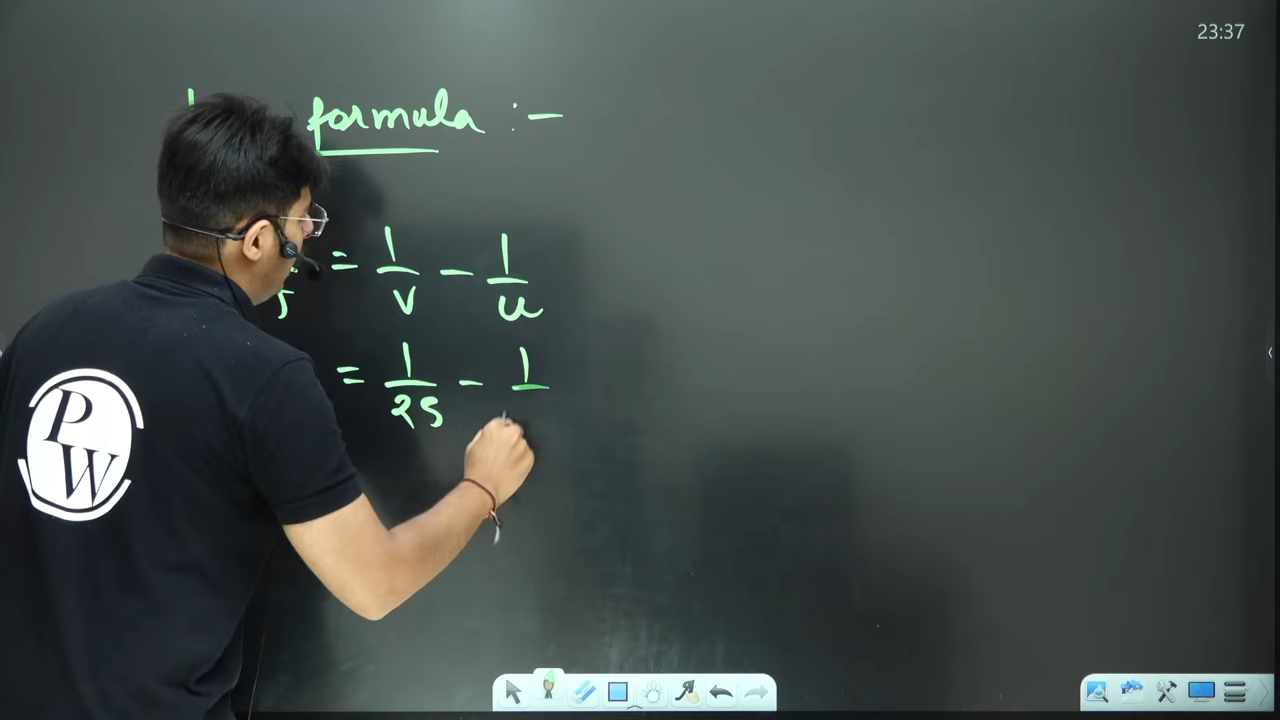 23:37
formula :-
= 1/v - 1/u
= 1/25 - 1/
PW